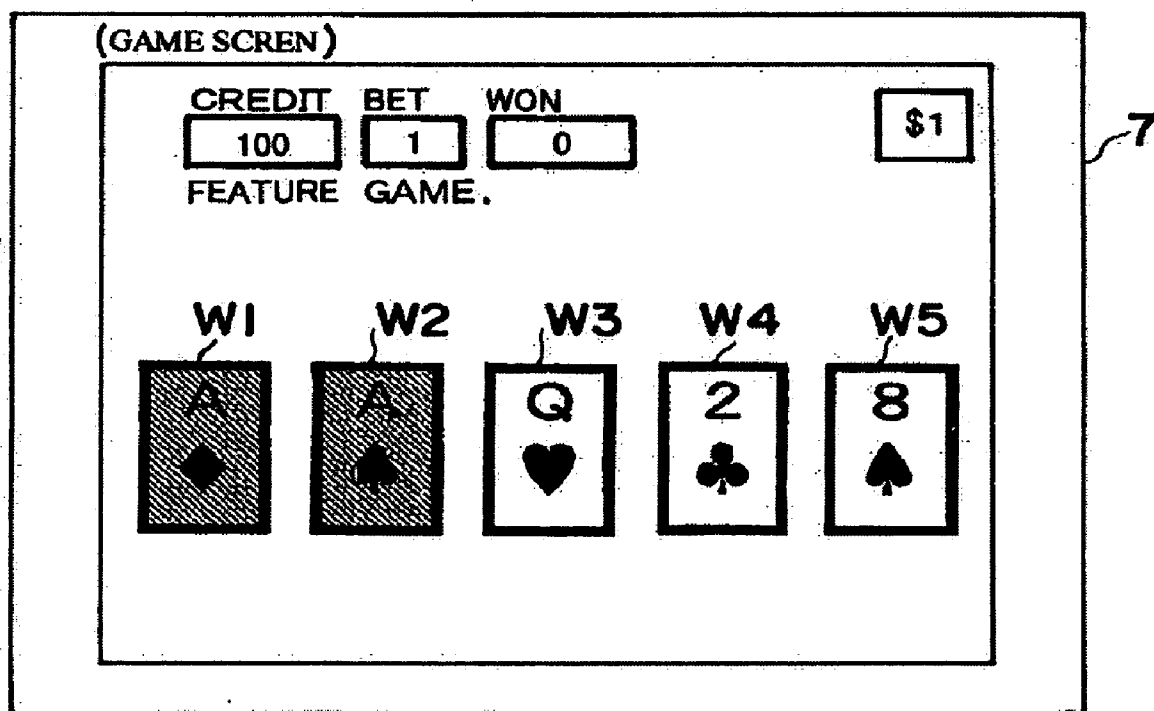 (GAME SCREN)
CREDIT BET WON
100 1 0 $1
7
FEATURE GAME.
W1 W2 W3 W4 W5
A A Q 2 8